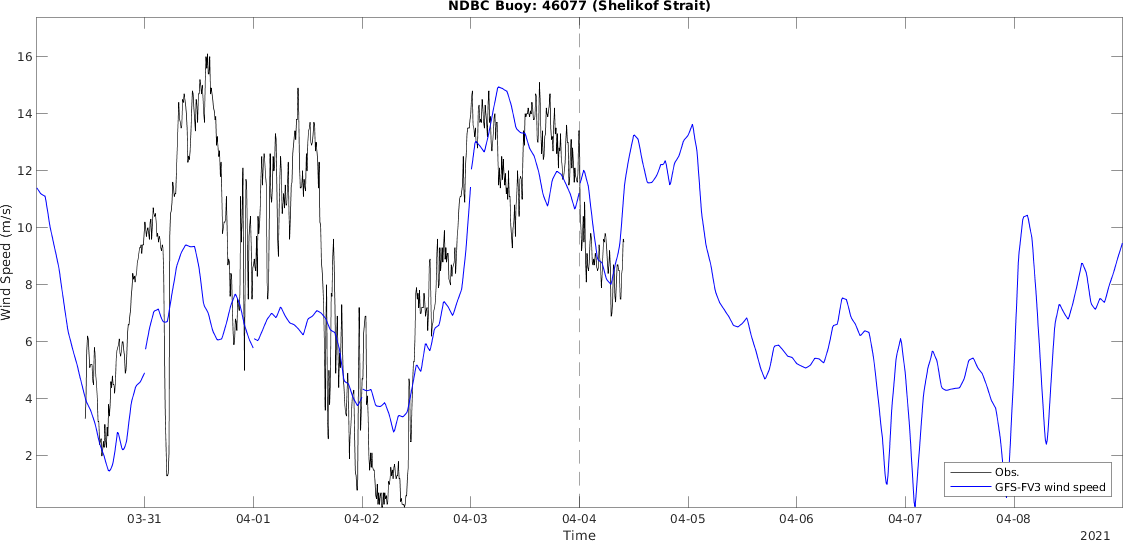 NDBC Buoy: 46077 (Shelikof Strait)
Wind Speed (m/s)
16
14
12
10
8
6
4
2
Obs.
GFS-FV3 wind speed
03-31 04-01 04-02 04-03 04-04 04-05 04-06 04-07 04-08
Time
2021